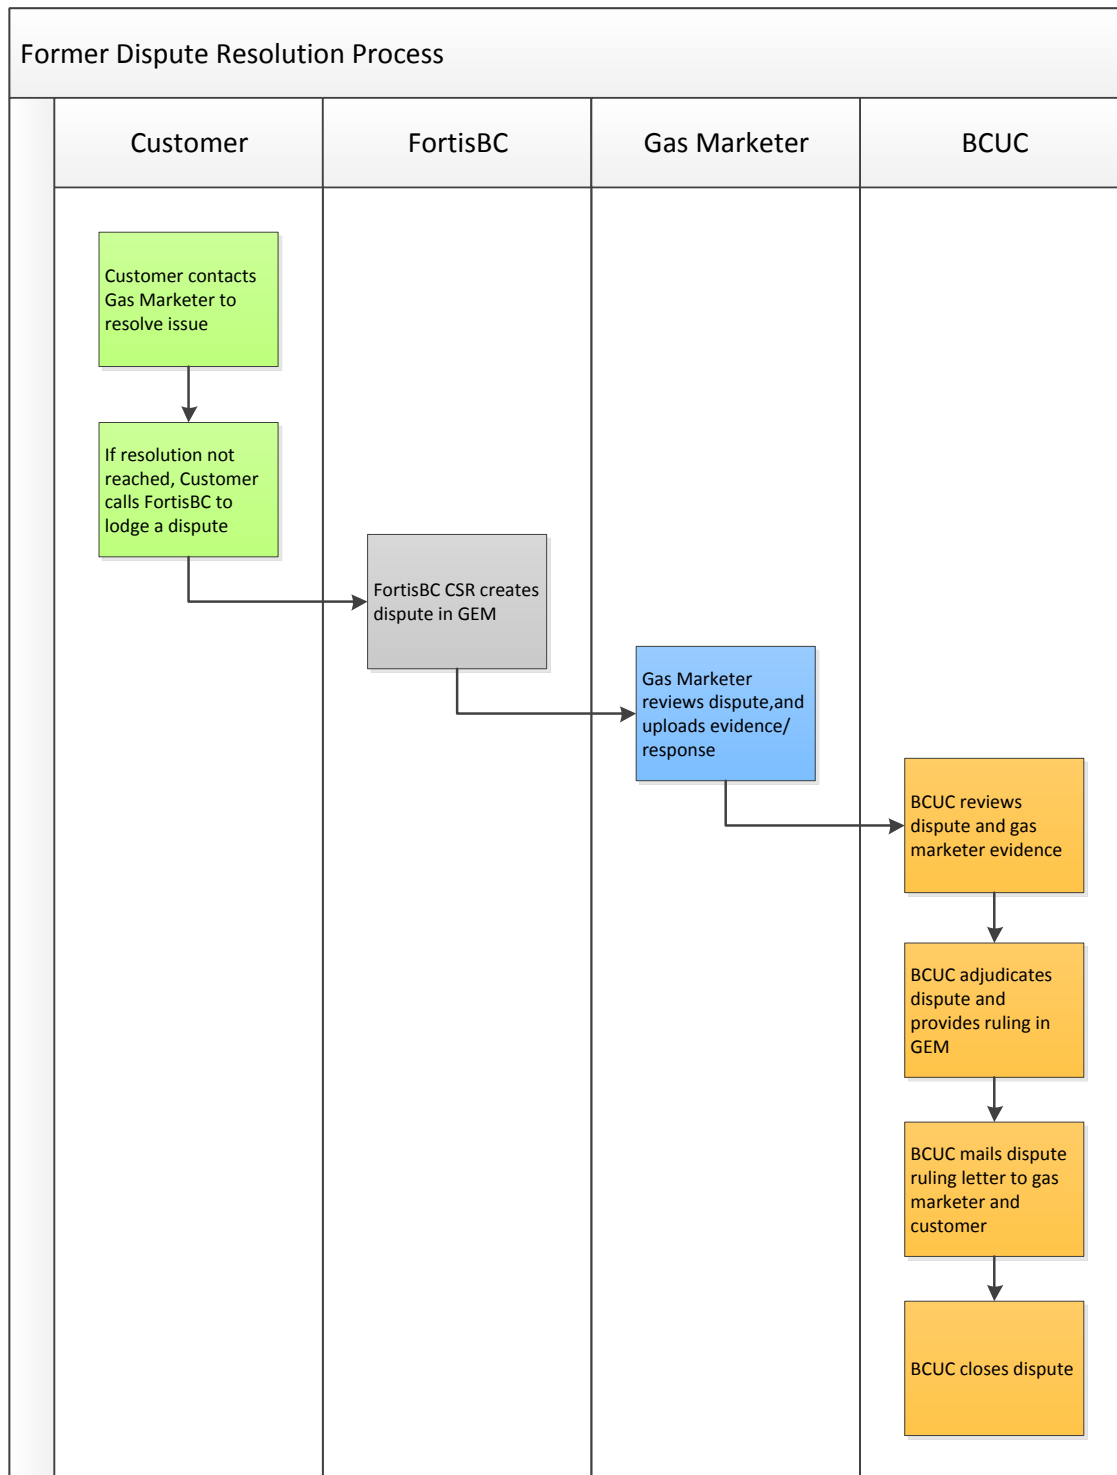 Former Dispute Resolution Process
Customer
FortisBC
Gas Marketer
BCUC
Customer contacts
Gas Marketer to
resolve issue
If resolution not
reached, Customer
calls FortisBC to
lodge a dispute
FortisBC CSR creates
dispute in GEM
Gas Marketer
reviews dispute,and
uploads evidence/
response
BCUC reviews
dispute and gas
marketer evidence
BCUC adjudicates
dispute and
provides ruling in
GEM
BCUC mails dispute
ruling letter to gas
marketer and
customer
BCUC closes dispute